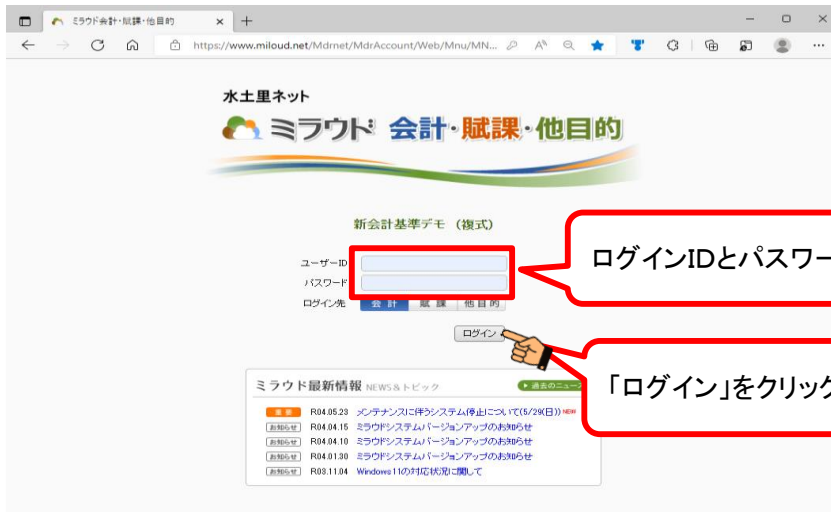 ミラウド会計・賦課・他目的
https://www.miloud.net/Mdrnet/MdrAccount/Web/Mnu/MN...
水土里ネット
ミラウド 会計・賦課・他目的
新会計基準デモ (複式)
ユーザーID
ログインIDとパスワー
パスワード
ログイン先 会計 賦課 他目的
ログイン
「ログイン」をクリック
ミラウド最新情報 NEWS&トピック 過去のニュース
重要 R04.05.23 メンテナンスに伴うシステム停止について(5/29(日)) NEW
お知らせ R04.04.15 ミラウドシステムバージョンアップのお知らせ
お知らせ R04.04.10 ミラウドシステムバージョンアップのお知らせ
お知らせ R04.01.30 ミラウドシステムバージョンアップのお知らせ
お知らせ R03.11.04 Windows11の対応状況に関して